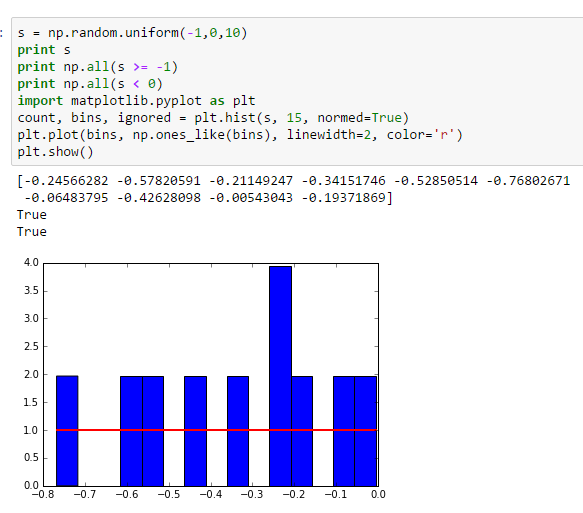 s = np.random.uniform(-1,0,10)
print s
print np.all(s >= -1)
print np.all(s < 0)
import matplotlib.pyplot as plt
count, bins, ignored = plt.hist(s, 15, normed=True)
plt.plot(bins, np.ones_like(bins), linewidth=2, color='r')
plt.show()
[-0.24566282 -0.57820591 -0.21149247 -0.34151746 -0.52850514 -0.76802671
-0.06483795 -0.42628098 -0.00543043 -0.19371869]
True
True
4.0
3.5
3.0
2.5
2.0
1.5
1.0
0.5
0.0
−0.8 −0.7 −0.6 −0.5 −0.4 −0.3 −0.2 −0.1 0.0